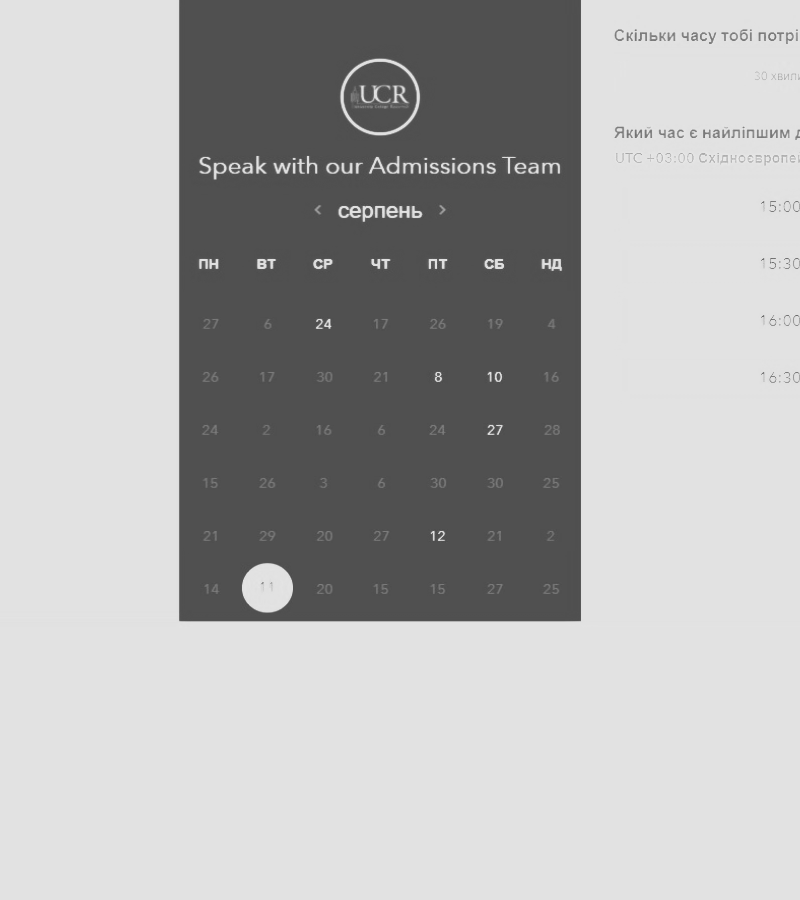 UCR
Speak with our Admissions Team
серпень
ПН ВТ СР ЧТ ПТ СБ НД
27 6 24 17 26 19 4
26 17 30 21 8 10 16
24 2 16 6 24 27 28
15 26 3 6 30 30 25
21 29 20 27 12 21 2
14 11 20 15 15 27 25
Скільки часу тобі потрі
30 хвили
Який час є найліпшим д
UTC +03:00 Східноєвропей
15:00
15:30
16:00
16:30